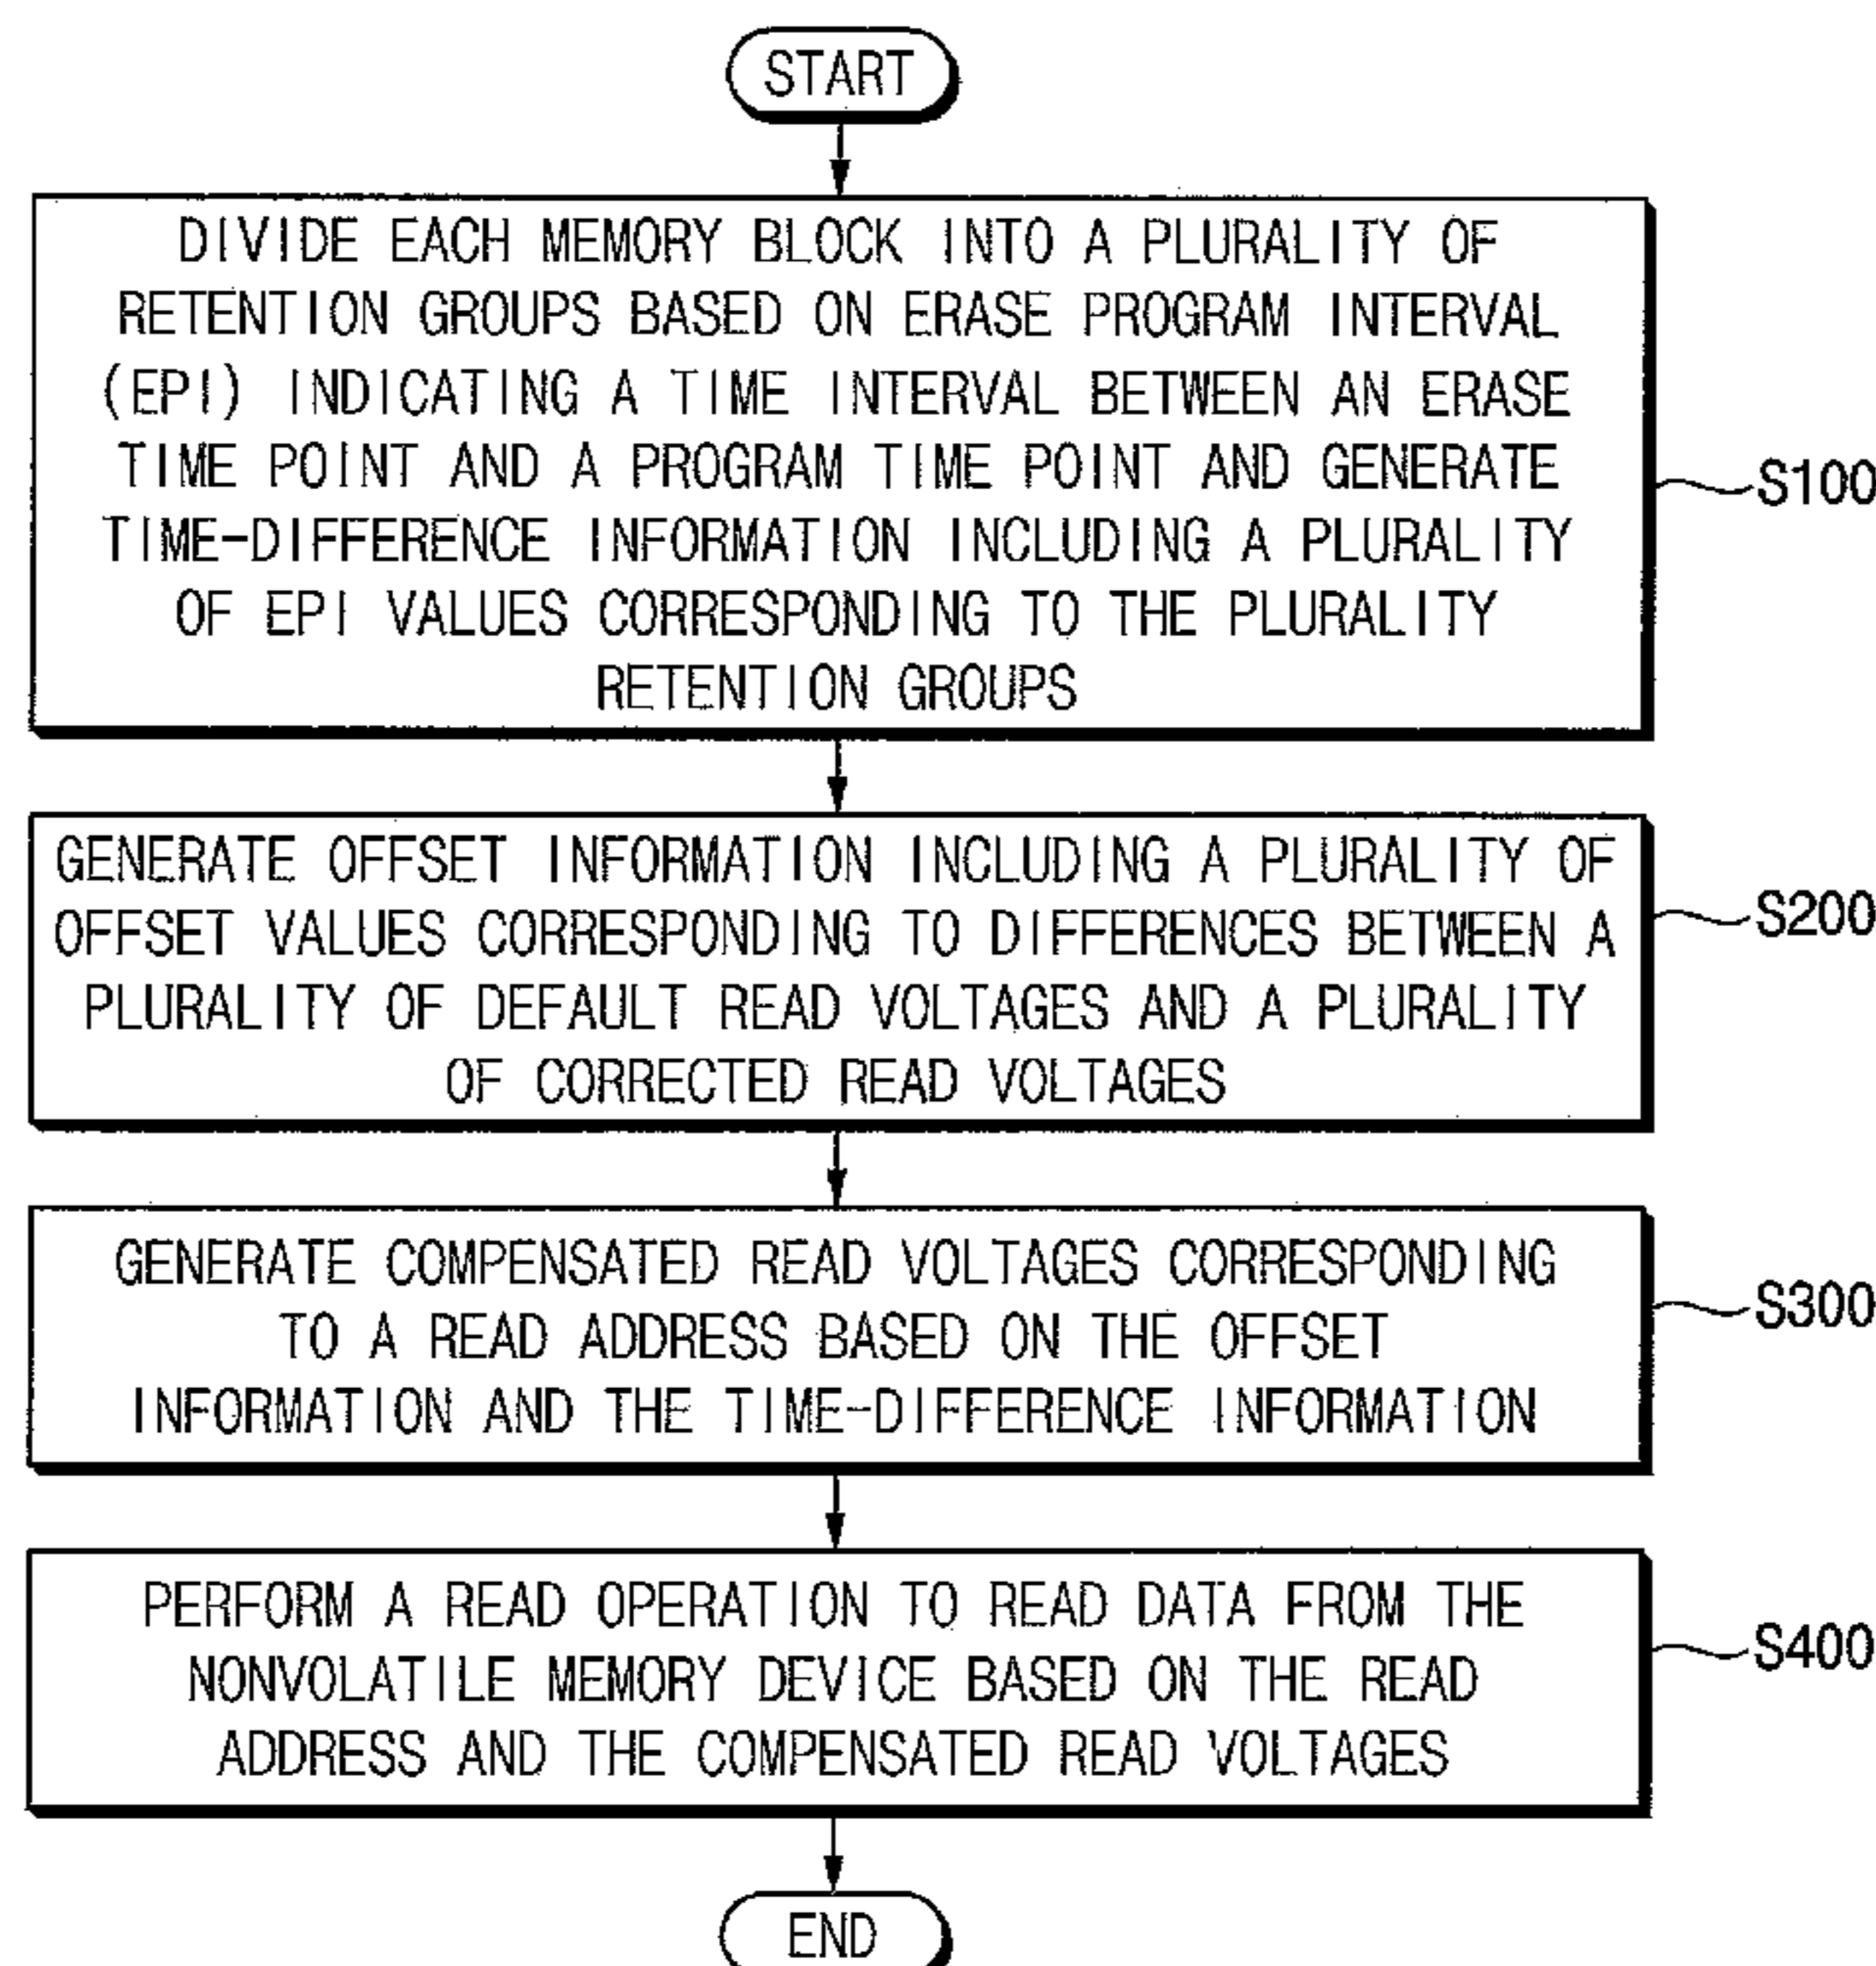 START
DIVIDE EACH MEMORY BLOCK INTO A PLURALITY OF
RETENTION GROUPS BASED ON ERASE PROGRAM INTERVAL
(EPI) INDICATING A TIME INTERVAL BETWEEN AN ERASE
TIME POINT AND A PROGRAM TIME POINT AND GENERATE
TIME-DIFFERENCE INFORMATION INCLUDING A PLURALITY
OF EPI VALUES CORRESPONDING TO THE PLURALITY
RETENTION GROUPS
S100
GENERATE OFFSET INFORMATION INCLUDING A PLURALITY OF
OFFSET VALUES CORRESPONDING TO DIFFERENCES BETWEEN A
PLURALITY OF DEFAULT READ VOLTAGES AND A PLURALITY
OF CORRECTED READ VOLTAGES
S200
GENERATE COMPENSATED READ VOLTAGES CORRESPONDING
TO A READ ADDRESS BASED ON THE OFFSET
INFORMATION AND THE TIME-DIFFERENCE INFORMATION
S300
PERFORM A READ OPERATION TO READ DATA FROM THE
NONVOLATILE MEMORY DEVICE BASED ON THE READ
ADDRESS AND THE COMPENSATED READ VOLTAGES
S400
END